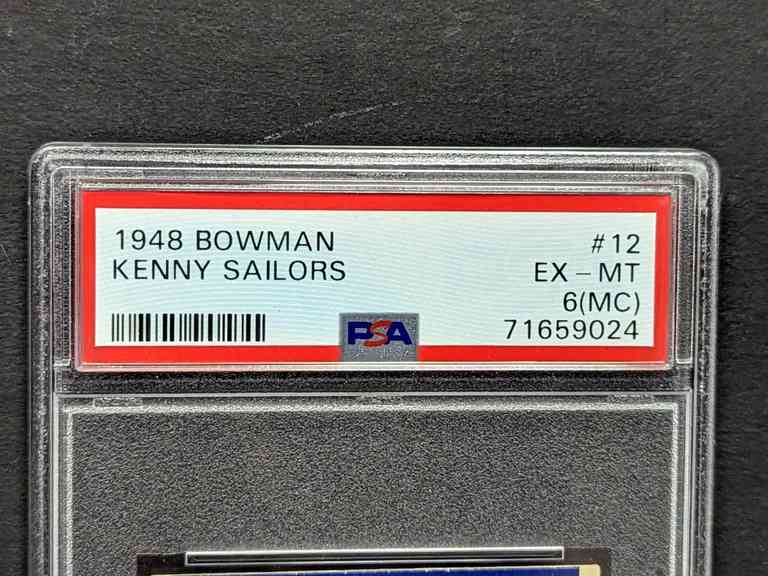 1948 BOWMAN #12
KENNY SAILORS EX - MT
6(MC)
PSA 71659024